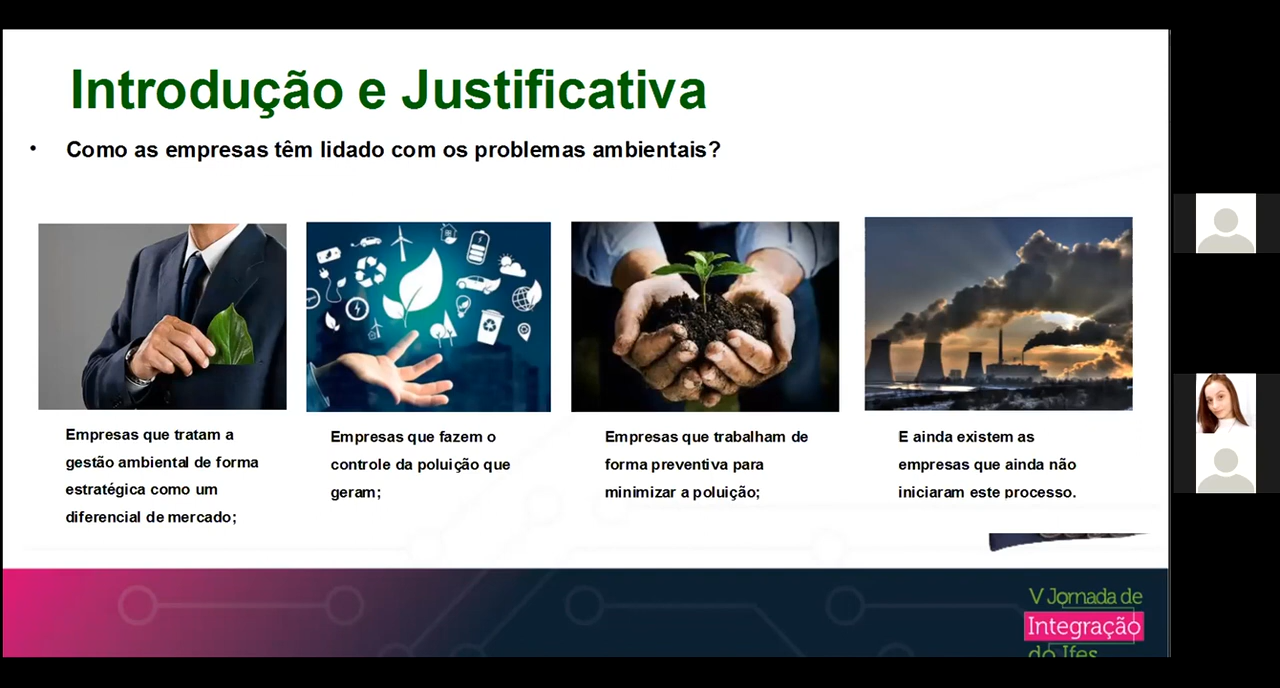 Introdução e Justificativa
• Como as empresas têm lidado com os problemas ambientais?
Empresas que tratam a
gestão ambiental de forma
estratégica como um
diferencial de mercado;
Empresas que fazem o
controle da poluição que
geram;
Empresas que trabalham de
forma preventiva para
minimizar a poluição;
E ainda existem as
empresas que ainda não
iniciaram este processo.
V Jornada de
Integração
do Ifes